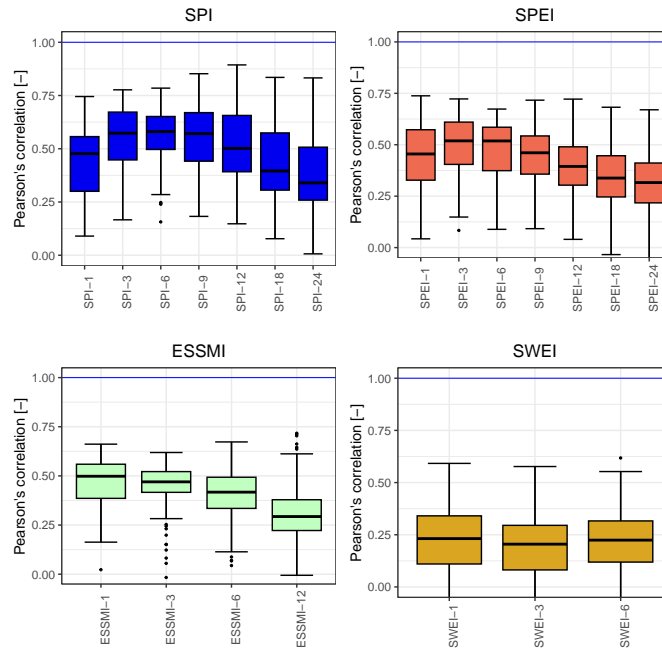 SPI
Pearson's correlation [−]
1.00
0.75
0.50
0.25
0.00
SPI−1
SPI−3
SPI−6
SPI−9
SPI−12
SPI−18
SPI−24
SPEI
Pearson's correlation [−]
1.00
0.75
0.50
0.25
0.00
SPEI−1
SPEI−3
SPEI−6
SPEI−9
SPEI−12
SPEI−18
SPEI−24
ESSMI
Pearson's correlation [−]
1.00
0.75
0.50
0.25
0.00
ESSMI−1
ESSMI−3
ESSMI−6
ESSMI−12
SWEI
Pearson's correlation [−]
1.00
0.75
0.50
0.25
0.00
SWEI−1
SWEI−3
SWEI−6